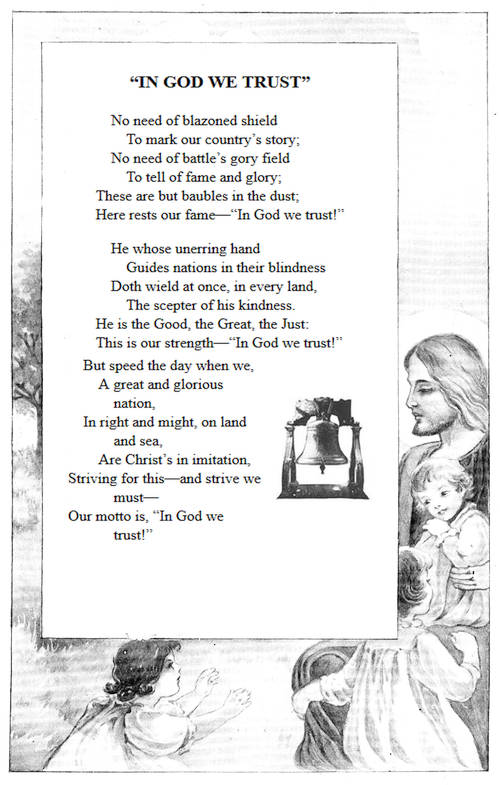 “IN GOD WE TRUST”
No need of blazoned shield
To mark our country’s story;
No need of battle’s gory field
To tell of fame and glory;
These are but baubles in the dust;
Here rests our fame—“In God we trust!”
He whose unerring hand
Guides nations in their blindness
Doth wield at once, in every land,
The scepter of his kindness.
He is the Good, the Great, the Just:
This is our strength—“In God we trust!”
But speed the day when we,
A great and glorious
nation,
In right and might, on land
and sea,
Are Christ’s in imitation,
Striving for this—and strive we
must—
Our motto is, “In God we
trust!”